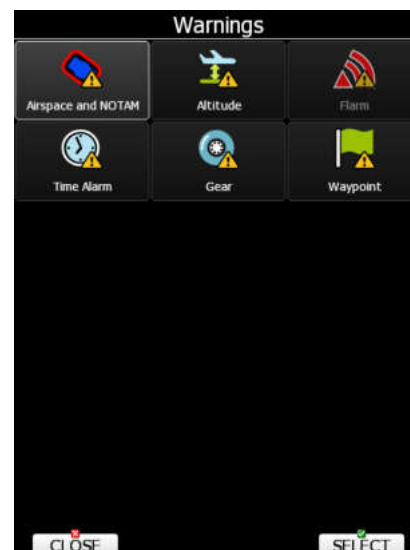 Warnings
Airspace and NOTAM
Altitude
Flarm
Time Alarm
Gear
Waypoint
CLOSE
SELECT